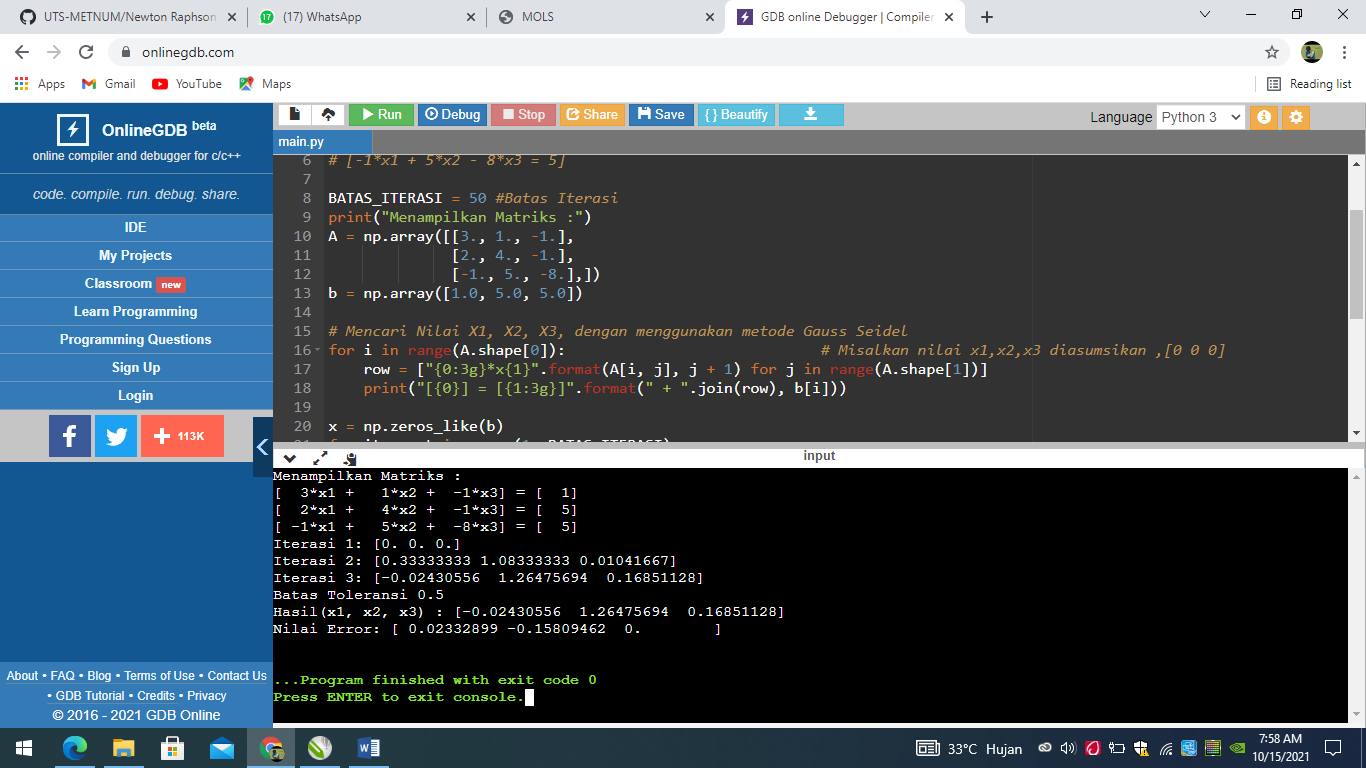 UTS-METNUM/Newton Raphson
(17) WhatsApp
MOLS
GDB online Debugger | Compiler
onlinegdb.com
Apps
Gmail
YouTube
Maps
Reading list
OnlineGDB beta
online compiler and debugger for c/c++
code. compile. run. debug. share.
IDE
My Projects
Classroom new
Learn Programming
Programming Questions
Sign Up
Login
113K
About • FAQ • Blog • Terms of Use • Contact Us
• GDB Tutorial • Credits • Privacy
© 2016 - 2021 GDB Online
Run
Debug
Stop
Share
Save
{ } Beautify
Language Python 3
main.py
6 # [-1*x1 + 5*x2 - 8*x3 = 5]
7
8 BATAS_ITERASI = 50 #Batas Iterasi
9 print("Menampilkan Matriks :")
10 A = np.array([[3., 1., -1.],
11 [2., 4., -1.],
12 [-1., 5., -8.],])
13 b = np.array([1.0, 5.0, 5.0])
14
15 # Mencari Nilai X1, X2, X3, dengan menggunakan metode Gauss Seidel
16 for i in range(A.shape[0]): # Misalkan nilai x1,x2,x3 diasumsikan ,[0 0 0]
17 row = ["{0:3g}*x{1}".format(A[i, j], j + 1) for j in range(A.shape[1])]
18 print("[{0}] = [{1:3g}]".format(" + ".join(row), b[i]))
19
20 x = np.zeros_like(b)
input
Menampilkan Matriks :
[  3*x1 +   1*x2 +  -1*x3] = [  1]
[  2*x1 +   4*x2 +  -1*x3] = [  5]
[ -1*x1 +   5*x2 +  -8*x3] = [  5]
Iterasi 1: [0. 0. 0.]
Iterasi 2: [0.33333333 1.08333333 0.01041667]
Iterasi 3: [-0.02430556  1.26475694  0.16851128]
Batas Toleransi 0.5
Hasil(x1, x2, x3) : [-0.02430556  1.26475694  0.16851128]
Nilai Error: [ 0.02332899 -0.15809462  0.        ]
...Program finished with exit code 0
Press ENTER to exit console.
33°C Hujan
7:58 AM
10/15/2021